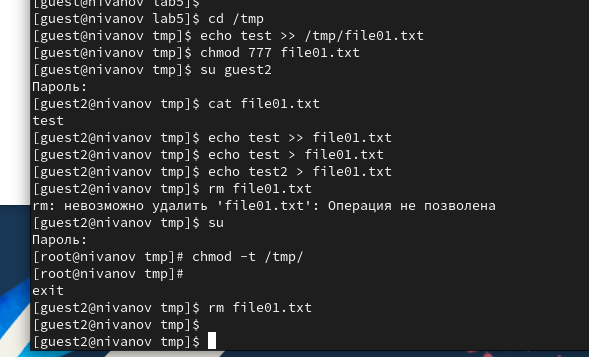 [guest@nivanov lab5]$
[guest@nivanov lab5]$ cd /tmp
[guest@nivanov tmp]$ echo test >> /tmp/file01.txt
[guest@nivanov tmp]$ chmod 777 file01.txt
[guest@nivanov tmp]$ su guest2
Пароль:
[guest2@nivanov tmp]$ cat file01.txt
test
[guest2@nivanov tmp]$ echo test >> file01.txt
[guest2@nivanov tmp]$ echo test > file01.txt
[guest2@nivanov tmp]$ echo test2 > file01.txt
[guest2@nivanov tmp]$ rm file01.txt
rm: невозможно удалить 'file01.txt': Операция не позволена
[guest2@nivanov tmp]$ su
Пароль:
[root@nivanov tmp]# chmod -t /tmp/
[root@nivanov tmp]#
exit
[guest2@nivanov tmp]$ rm file01.txt
[guest2@nivanov tmp]$
[guest2@nivanov tmp]$